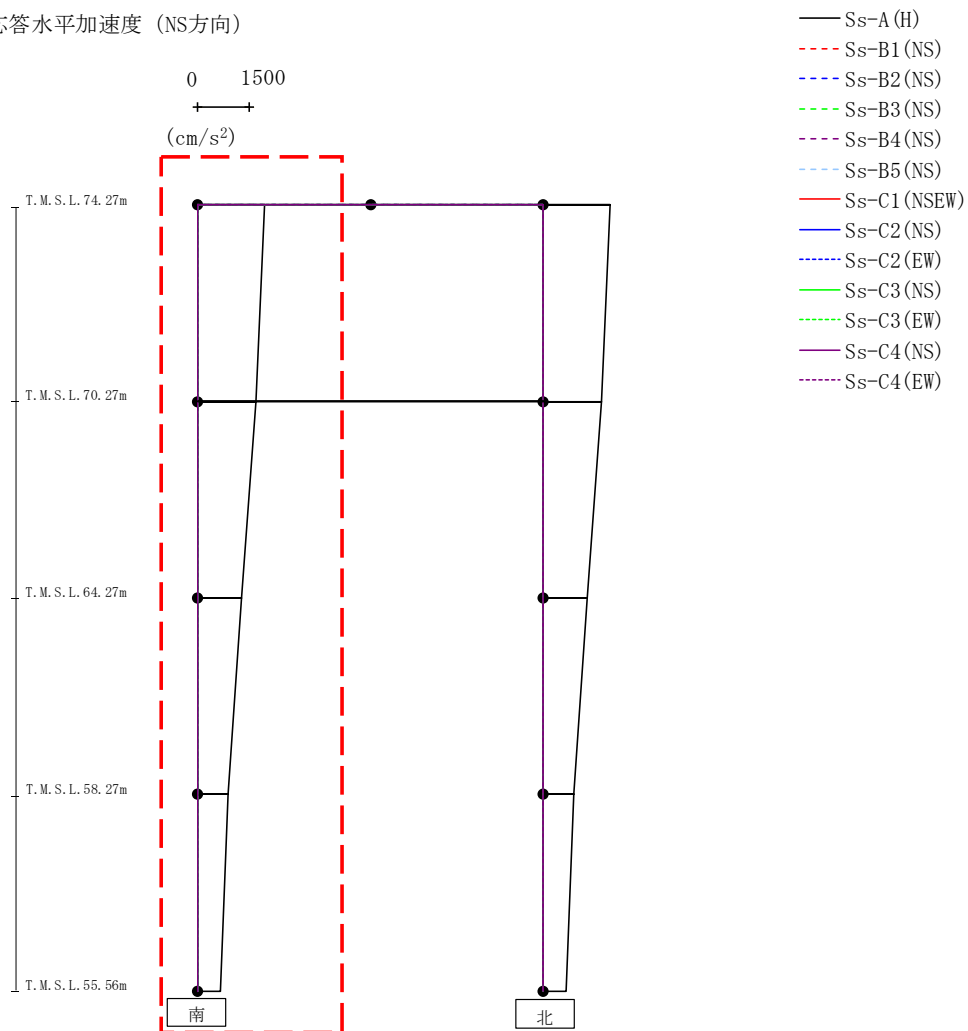 答水平加速度 (NS方向)
0 1500
(cm/s²)
T.M.S.L.74.27m
T.M.S.L.70.27m
T.M.S.L.64.27m
T.M.S.L.58.27m
T.M.S.L.55.56m
南
北
Ss-A(H)
Ss-B1(NS)
Ss-B2(NS)
Ss-B3(NS)
Ss-B4(NS)
Ss-B5(NS)
Ss-C1(NSEW)
Ss-C2(NS)
Ss-C2(EW)
Ss-C3(NS)
Ss-C3(EW)
Ss-C4(NS)
Ss-C4(EW)